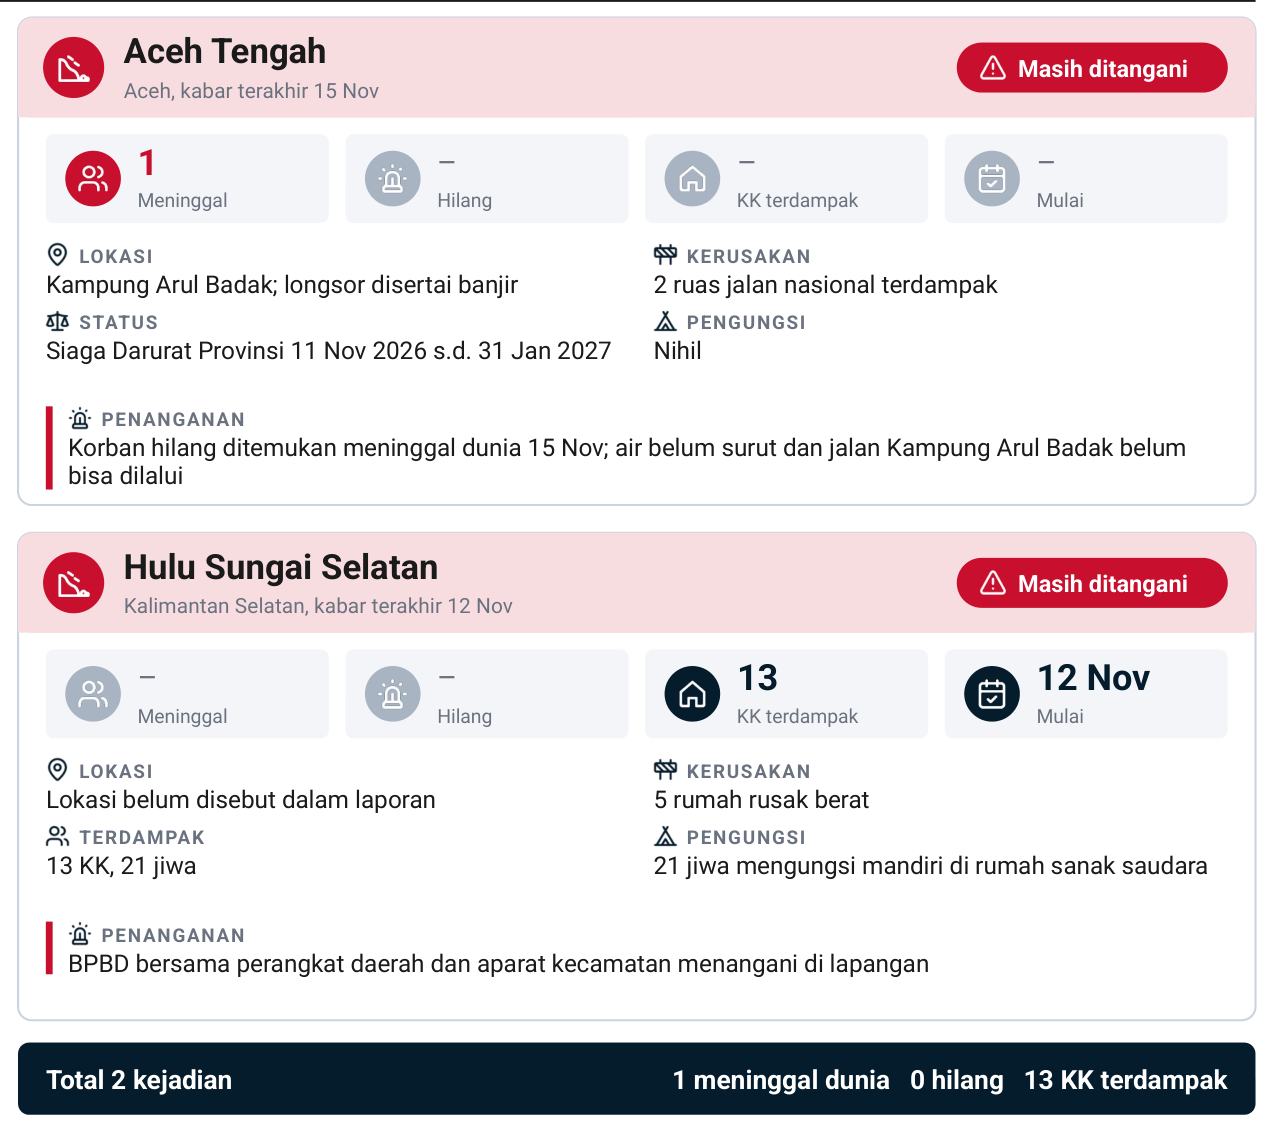 Aceh Tengah
Aceh, kabar terakhir 15 Nov
Masih ditangani
1
Meninggal
–
Hilang
–
KK terdampak
–
Mulai
LOKASI
Kampung Arul Badak; longsor disertai banjir
KERUSAKAN
2 ruas jalan nasional terdampak
STATUS
Siaga Darurat Provinsi 11 Nov 2026 s.d. 31 Jan 2027
PENGUNGSI
Nihil
PENANGANAN
Korban hilang ditemukan meninggal dunia 15 Nov; air belum surut dan jalan Kampung Arul Badak belum
bisa dilalui
Hulu Sungai Selatan
Kalimantan Selatan, kabar terakhir 12 Nov
Masih ditangani
–
Meninggal
–
Hilang
13
KK terdampak
12 Nov
Mulai
LOKASI
Lokasi belum disebut dalam laporan
KERUSAKAN
5 rumah rusak berat
TERDAMPAK
13 KK, 21 jiwa
PENGUNGSI
21 jiwa mengungsi mandiri di rumah sanak saudara
PENANGANAN
BPBD bersama perangkat daerah dan aparat kecamatan menangani di lapangan
Total 2 kejadian
1 meninggal dunia 0 hilang 13 KK terdampak